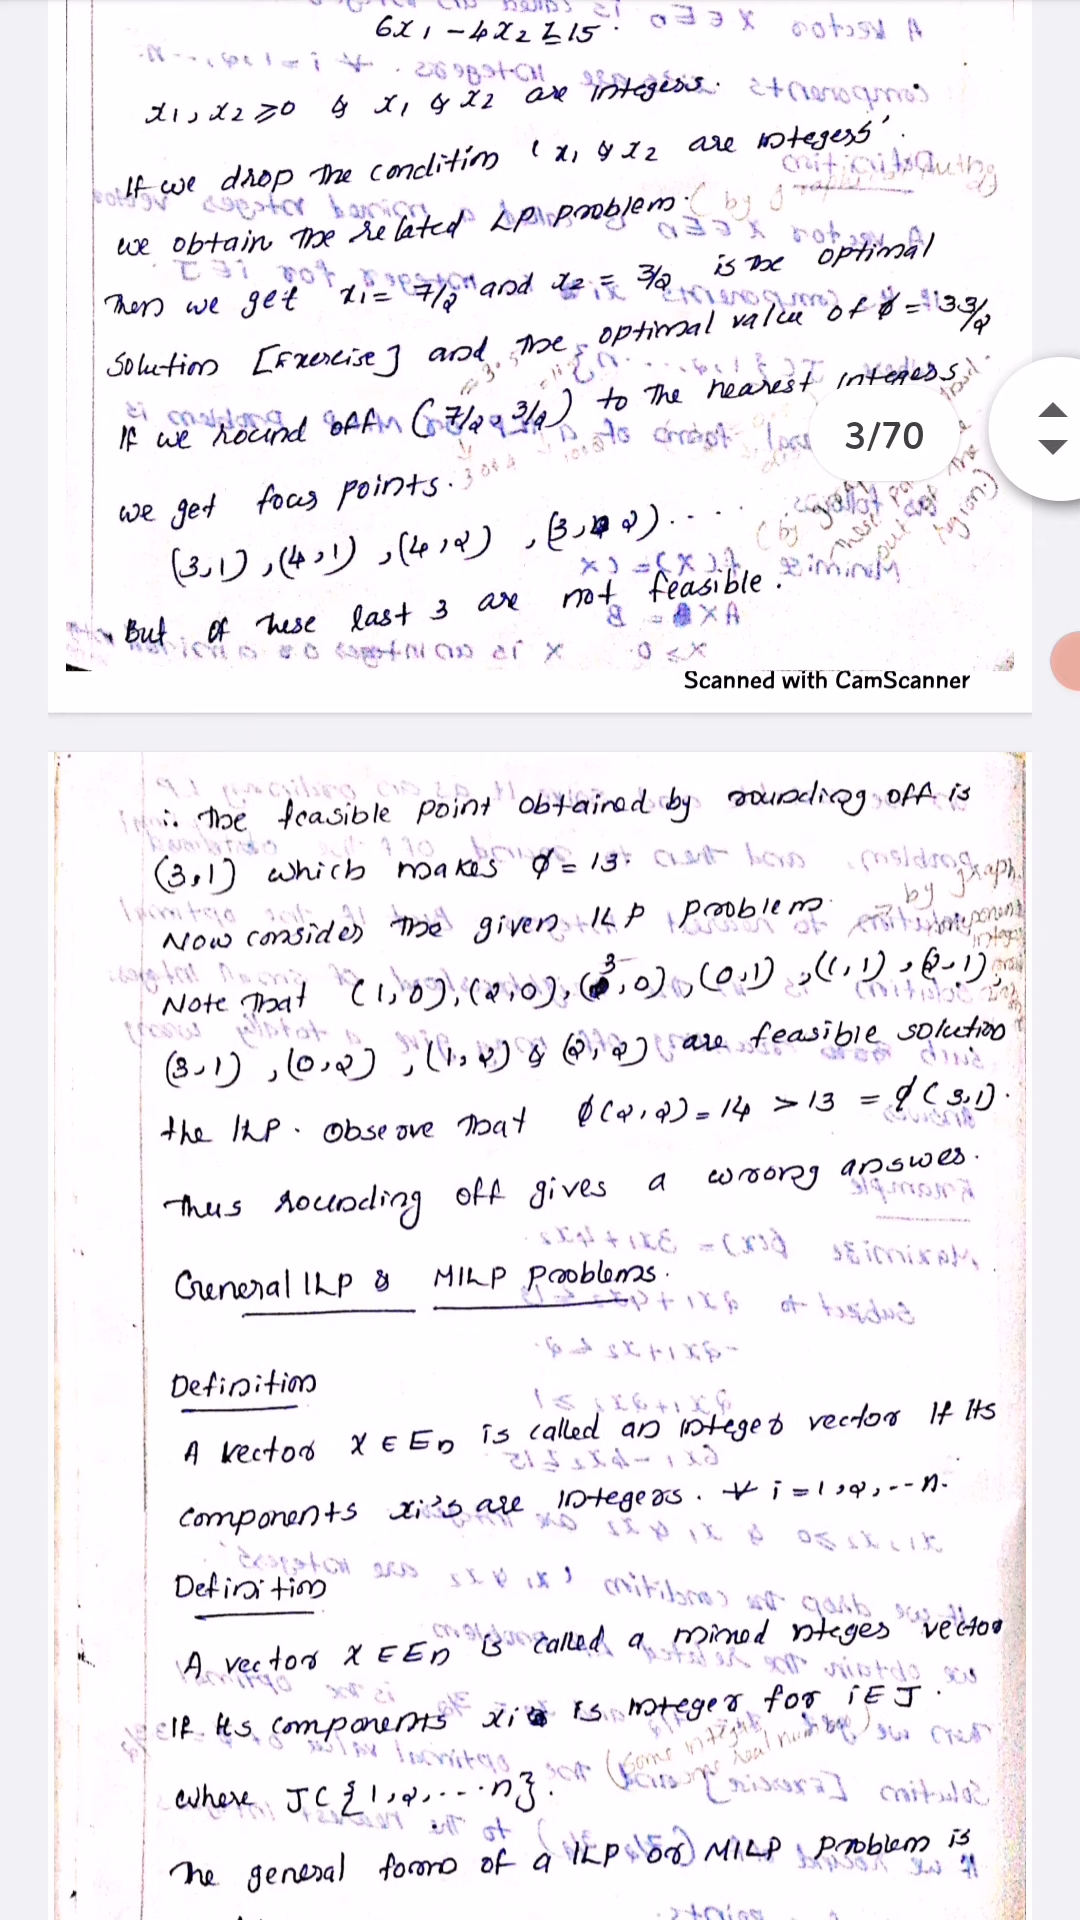 6x1 - 4x2 ≤ 15.
x1, x2 ≥ 0 & x1 & x2 are integers.
If we drop the condition 'x1 & x2 are integers'.
we obtain the related LP problem. (by
Then we get x1 = 7/2 and x2 = 3/2 is the optimal
solution [Exercise] and the optimal value of ϕ = 33/2
If we round off (7/2, 3/2) to the nearest integers
we get four points.
(3,1), (4,1), (4,2), (3,2)....
But of these last 3 are not feasible.
3/70
Scanned with CamScanner
∴ The feasible point obtained by rounding off is
(3,1) which makes ϕ = 13.
by graph.
Now consider the given ILP problem.
Note that (1,0), (2,0), (3,0), (0,1), (1,1), (2,1),
(3,1), (0,2), (1,2) & (2,2) are feasible solution
the ILP. Observe that ϕ(2,2) = 14 > 13 = ϕ(3,1).
Thus rounding off gives a wrong answer.
General ILP & MILP Problems.
Definition
A vector X ∈ En is called an integer vector if its
components xi's are integers. ∀ i = 1,2,--n.
Definition
A vector X ∈ En is called a mixed integer vector
If its components xi is integer for i ∈ J.
where J ⊂ {1,2,...n}.
The general form of a ILP (or) MILP problem is